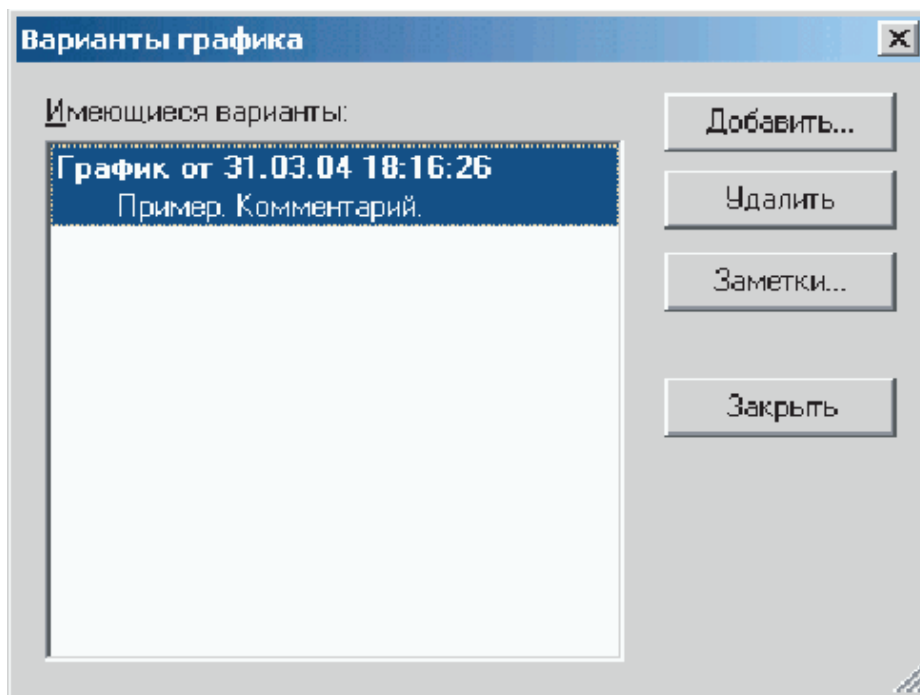 Варианты графика
Имеющиеся варианты:
График от 31.03.04 18:16:26
Пример. Комментарий.
Добавить...
Удалить
Заметки...
Закрыть